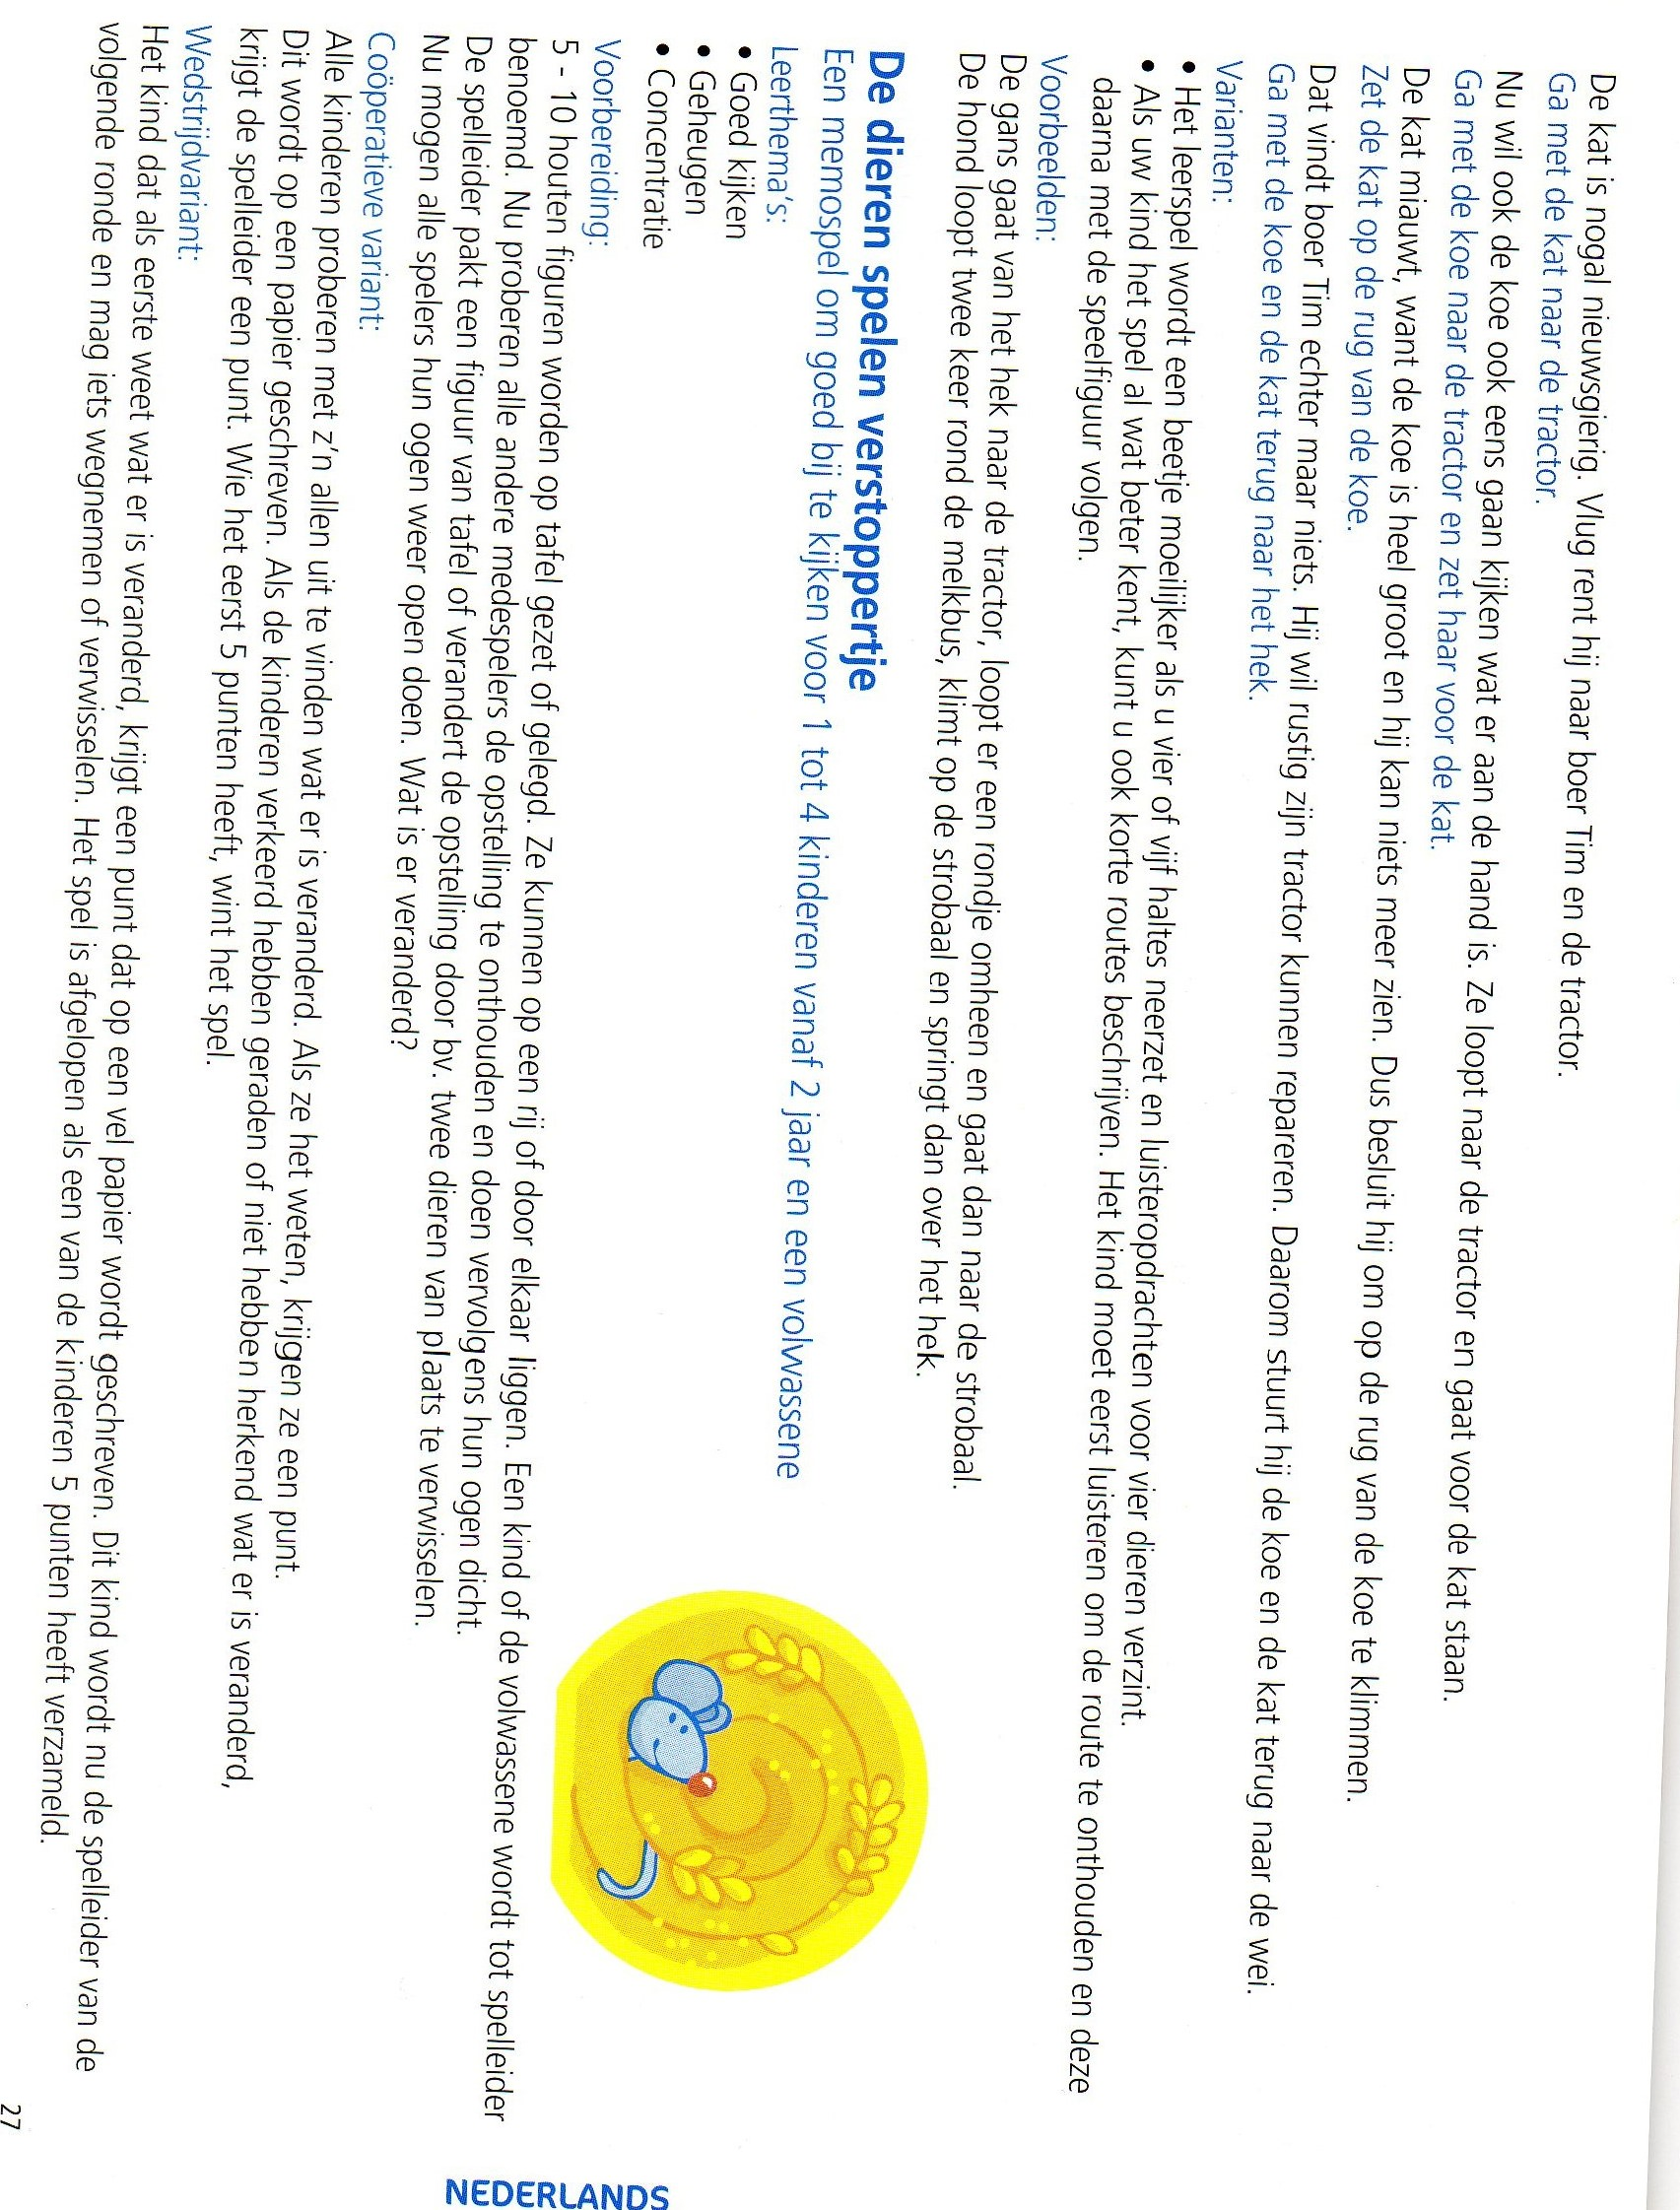 De kat is nogal nieuwsgierig. Vlug rent hij naar boer Tim en de tractor.
Ga met de kat naar de tractor.
Nu wil ook de koe ook eens gaan kijken wat er aan de hand is. Ze loopt naar de tractor en gaat voor de kat staan.
Ga met de koe naar de tractor en zet haar voor de kat.
De kat miauwt, want de koe is heel groot en hij kan niets meer zien. Dus besluit hij om op de rug van de koe te klimmen.
Zet de kat op de rug van de koe.
Dat vindt boer Tim echter maar niets. Hij wil rustig zijn tractor kunnen repareren. Daarom stuurt hij de koe en de kat terug naar de wei.
Ga met de koe en de kat terug naar het hek.
Varianten:
• Het leerspel wordt een beetje moeilijker als u vier of vijf haltes neerzet en luisteropdrachten voor vier dieren verzint.
• Als uw kind het spel al wat beter kent, kunt u ook korte routes beschrijven. Het kind moet eerst luisteren om de route te onthouden en deze
daarna met de speelfiguur volgen.
Voorbeelden:
De gans gaat van het hek naar de tractor, loopt er een rondje omheen en gaat dan naar de strobaal.
De hond loopt twee keer rond de melkbus, klimt op de strobaal en springt dan over het hek.
De dieren spelen verstoppertje
Een memospel om goed bij te kijken voor 1 tot 4 kinderen vanaf 2 jaar en een volwassene
Leerthema's:
• Goed kijken
• Geheugen
• Concentratie
Voorbereiding:
5 - 10 houten figuren worden op tafel gezet of gelegd. Ze kunnen op een rij of door elkaar liggen. Een kind of de volwassene wordt tot spelleider
benoemd. Nu proberen alle andere medespelers de opstelling te onthouden en doen vervolgens hun ogen dicht.
De spelleider pakt een figuur van tafel of verandert de opstelling door bv. twee dieren van plaats te verwisselen.
Nu mogen alle spelers hun ogen weer open doen. Wat is er veranderd?
Coöperatieve variant:
Alle kinderen proberen met z'n allen uit te vinden wat er is veranderd. Als ze het weten, krijgen ze een punt.
Dit wordt op een papier geschreven. Als de kinderen verkeerd hebben geraden of niet hebben herkend wat er is veranderd,
krijgt de spelleider een punt. Wie het eerst 5 punten heeft, wint het spel.
Wedstrijdvariant:
Het kind dat als eerste weet wat er is veranderd, krijgt een punt dat op een vel papier wordt geschreven. Dit kind wordt nu de spelleider van de
volgende ronde en mag iets wegnemen of verwisselen. Het spel is afgelopen als een van de kinderen 5 punten heeft verzameld.
27
NEDERLANDS